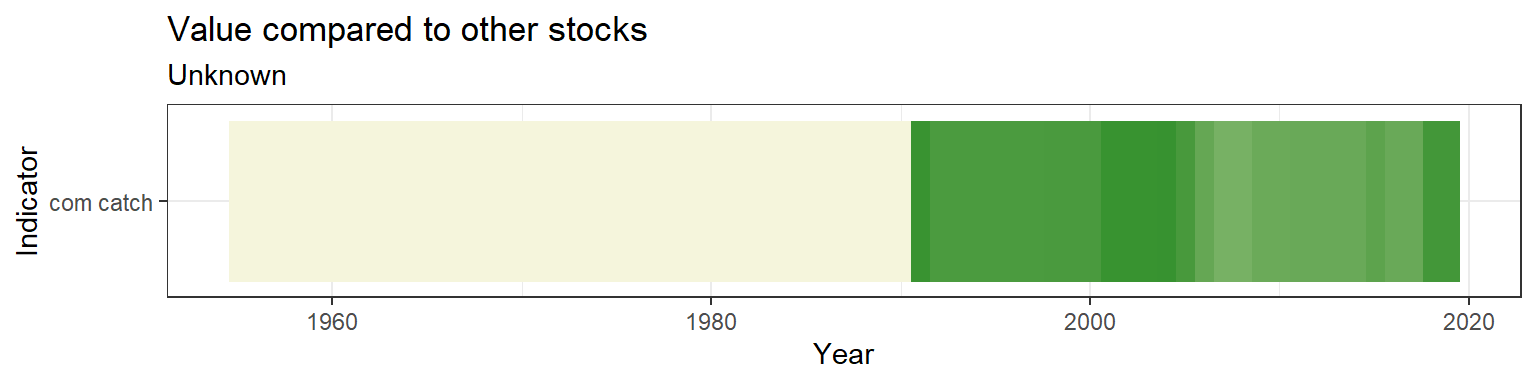 Value compared to other stocks
Unknown
Indicator
com catch
1960 1980 2000 2020
Year